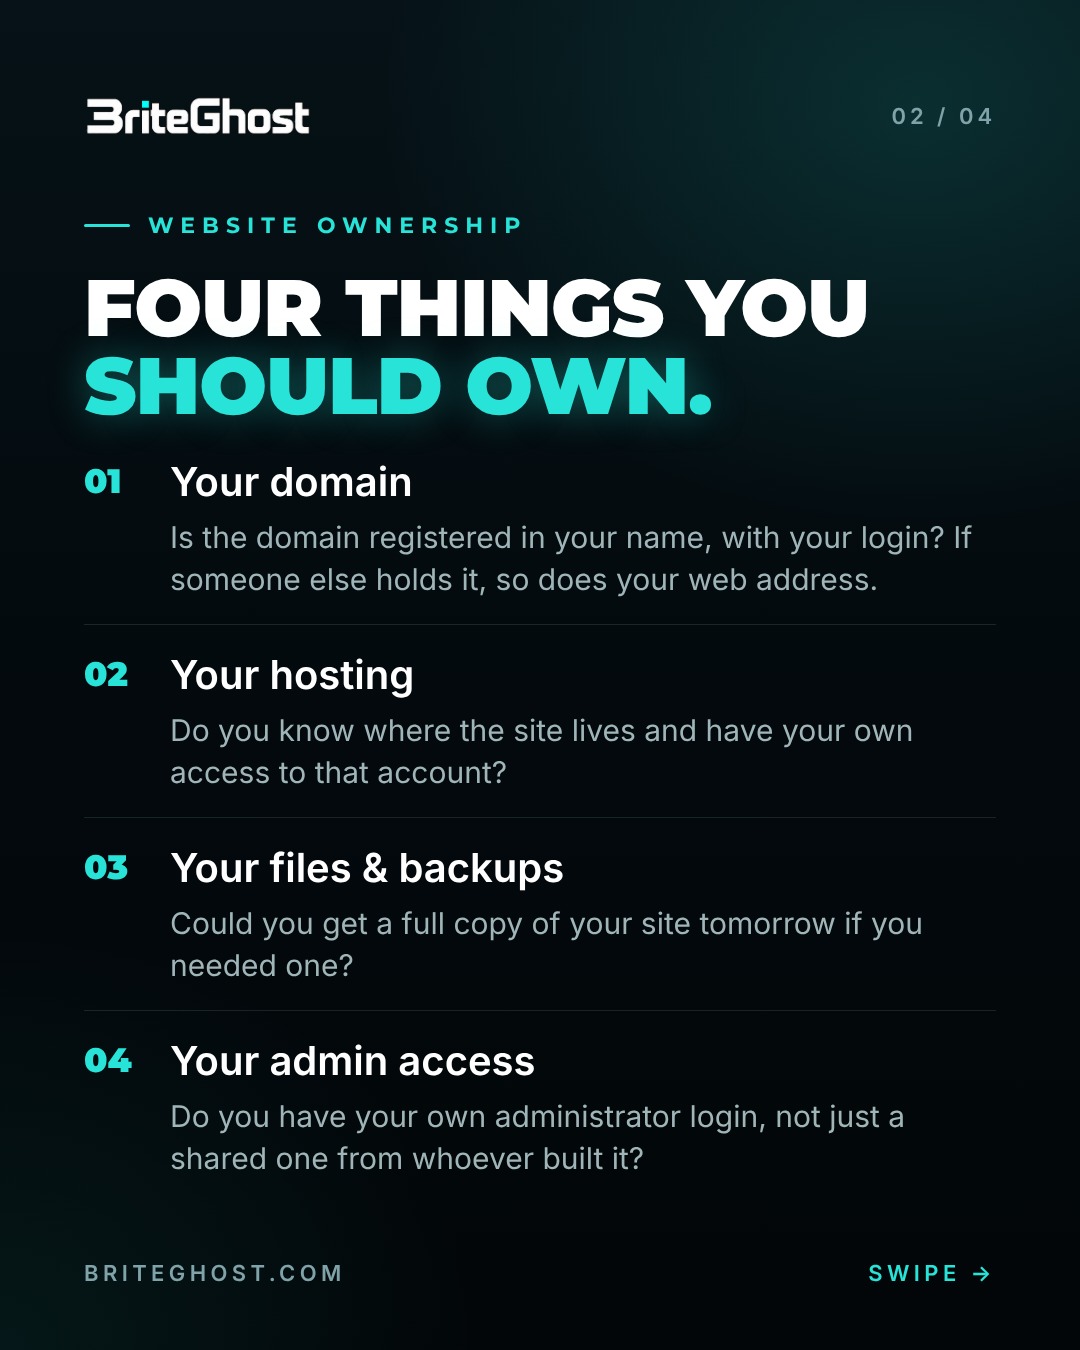 BriteGhost
02 / 04
WEBSITE OWNERSHIP
FOUR THINGS YOU
SHOULD OWN.
01 Your domain
Is the domain registered in your name, with your login? If
someone else holds it, so does your web address.
02 Your hosting
Do you know where the site lives and have your own
access to that account?
03 Your files & backups
Could you get a full copy of your site tomorrow if you
needed one?
04 Your admin access
Do you have your own administrator login, not just a
shared one from whoever built it?
BRITEGHOST.COM
SWIPE →